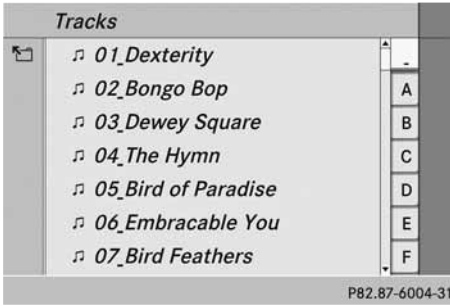 Tracks
01_Dexterity
_
02_Bongo Bop
A
03_Dewey Square
B
04_The Hymn
C
05_Bird of Paradise
D
06_Embracable You
E
07_Bird Feathers
F
P82.87-6004-31